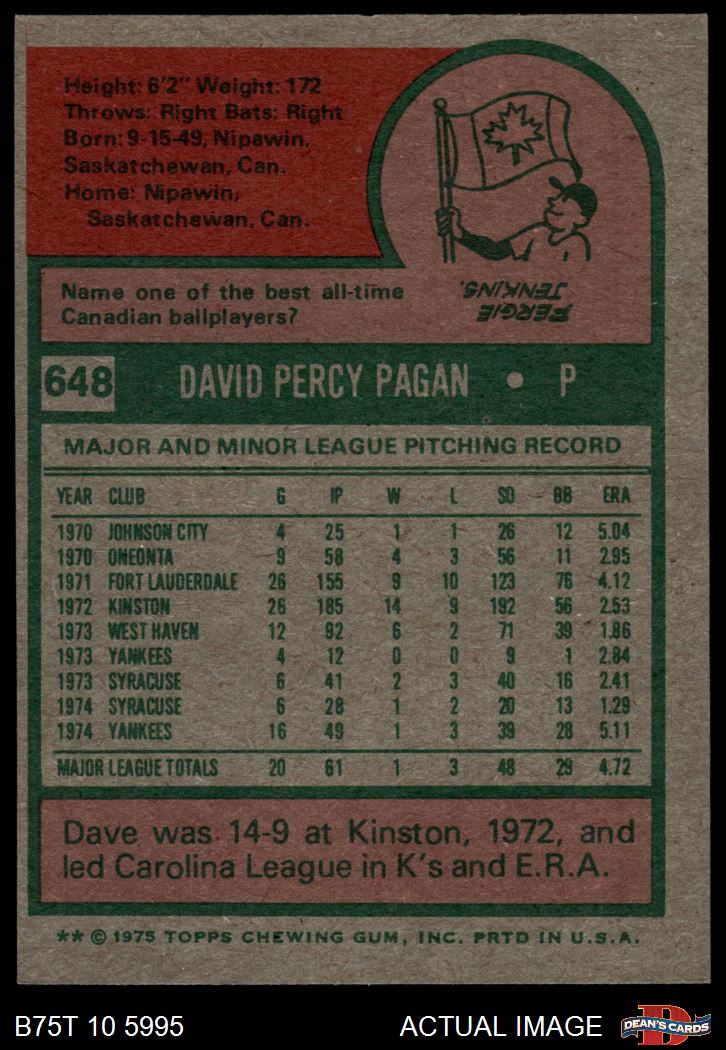 Height: 6'2" Weight: 172
Throws: Right Bats: Right
Born: 9-15-49, Nipawin,
Saskatchewan, Can.
Home: Nipawin,
Saskatchewan, Can.
Name one of the best all-time
Canadian ballplayers?
FERGIE
JENKINS.
648 DAVID PERCY PAGAN • P
MAJOR AND MINOR LEAGUE PITCHING RECORD
YEAR CLUB G IP W L SO BB ERA
1970 JOHNSON CITY 4 25 1 1 26 12 5.04
1970 ONEONTA 9 58 4 3 56 11 2.95
1971 FORT LAUDERDALE 26 155 9 10 123 76 4.12
1972 KINSTON 26 185 14 9 192 56 2.53
1973 WEST HAVEN 12 92 6 2 71 39 1.86
1973 YANKEES 4 12 0 0 9 1 2.84
1973 SYRACUSE 6 41 2 3 40 16 2.41
1974 SYRACUSE 6 28 1 2 20 13 1.29
1974 YANKEES 16 49 1 3 39 28 5.11
MAJOR LEAGUE TOTALS 20 61 1 3 48 29 4.72
Dave was 14-9 at Kinston, 1972, and
led Carolina League in K's and E.R.A.
** © 1975 TOPPS CHEWING GUM, INC. PRTD IN U.S.A.
B75T 10 5995 ACTUAL IMAGE
D
DEAN'S CARDS